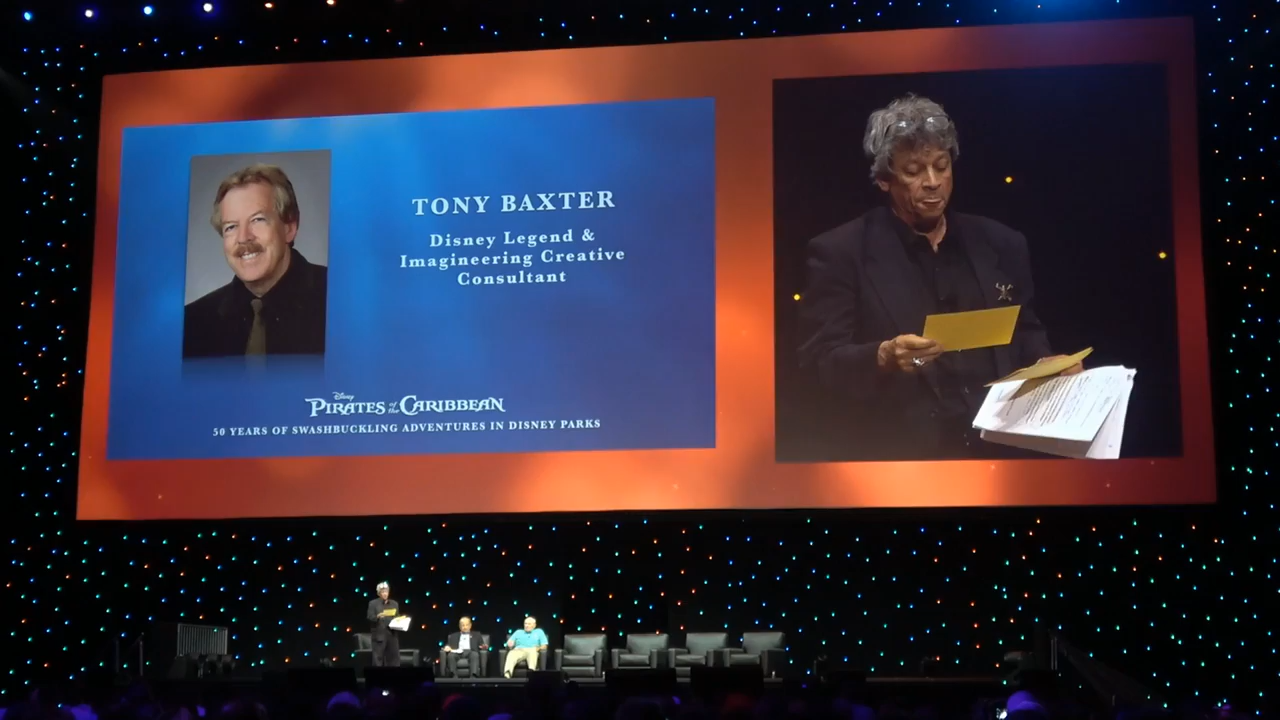 TONY BAXTER
Disney Legend &
Imagineering Creative
Consultant
Disney
PIRATES of the CARIBBEAN
50 YEARS OF SWASHBUCKLING ADVENTURES IN DISNEY PARKS